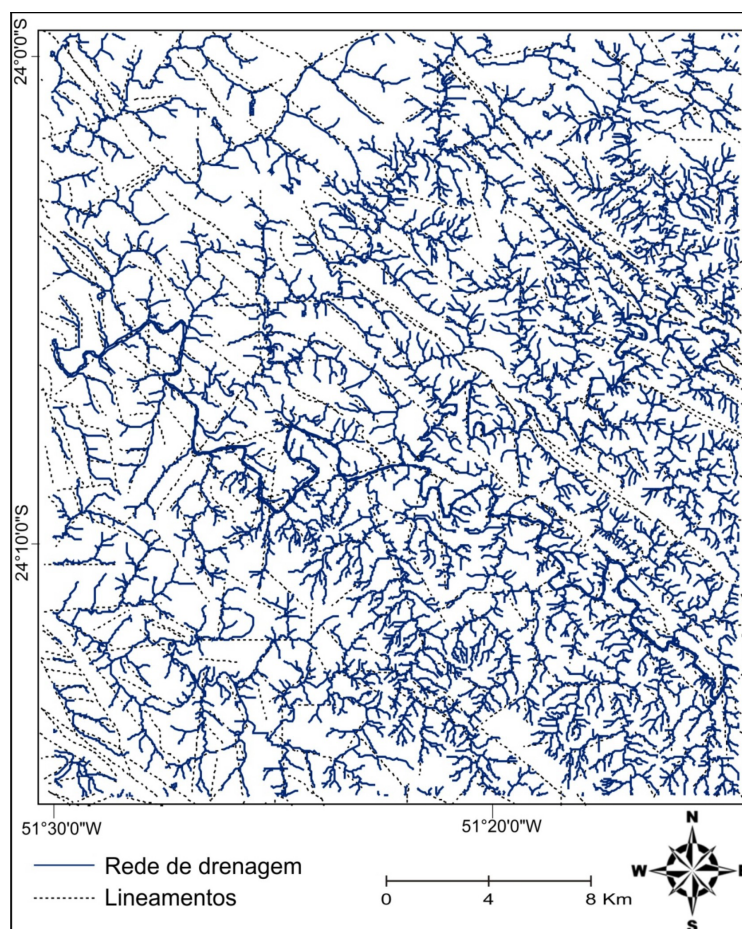 24°0'0"S
24°10'0"S
51°30'0"W
51°20'0"W
Rede de drenagem
Lineamentos
0 4 8 Km
N
W
E
S